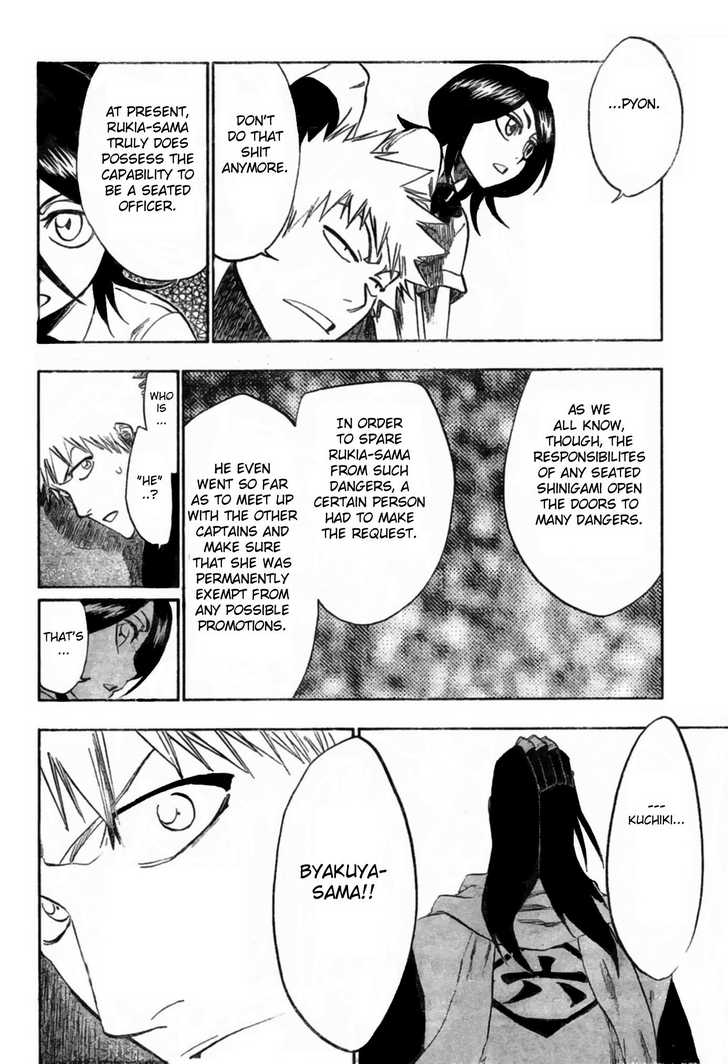 ...PYON.
DON'T
DO THAT
SHIT
ANYMORE.
AT PRESENT,
RUKIA-SAMA
TRULY DOES
POSSESS THE
CAPABILITY TO
BE A SEATED
OFFICER.
AS WE
ALL KNOW,
THOUGH, THE
RESPONSIBILITES
OF ANY SEATED
SHINIGAMI OPEN
THE DOORS TO
MANY DANGERS.
IN ORDER
TO SPARE
RUKIA-SAMA
FROM SUCH
DANGERS, A
CERTAIN PERSON
HAD TO MAKE
THE REQUEST.
HE EVEN
WENT SO FAR
AS TO MEET UP
WITH THE OTHER
CAPTAINS AND
MAKE SURE
THAT SHE WAS
PERMANENTLY
EXEMPT FROM
ANY POSSIBLE
PROMOTIONS.
WHO
IS
...
"HE"
..?
THAT'S
...
---
KUCHIKI...
六
BYAKUYA-
SAMA!!